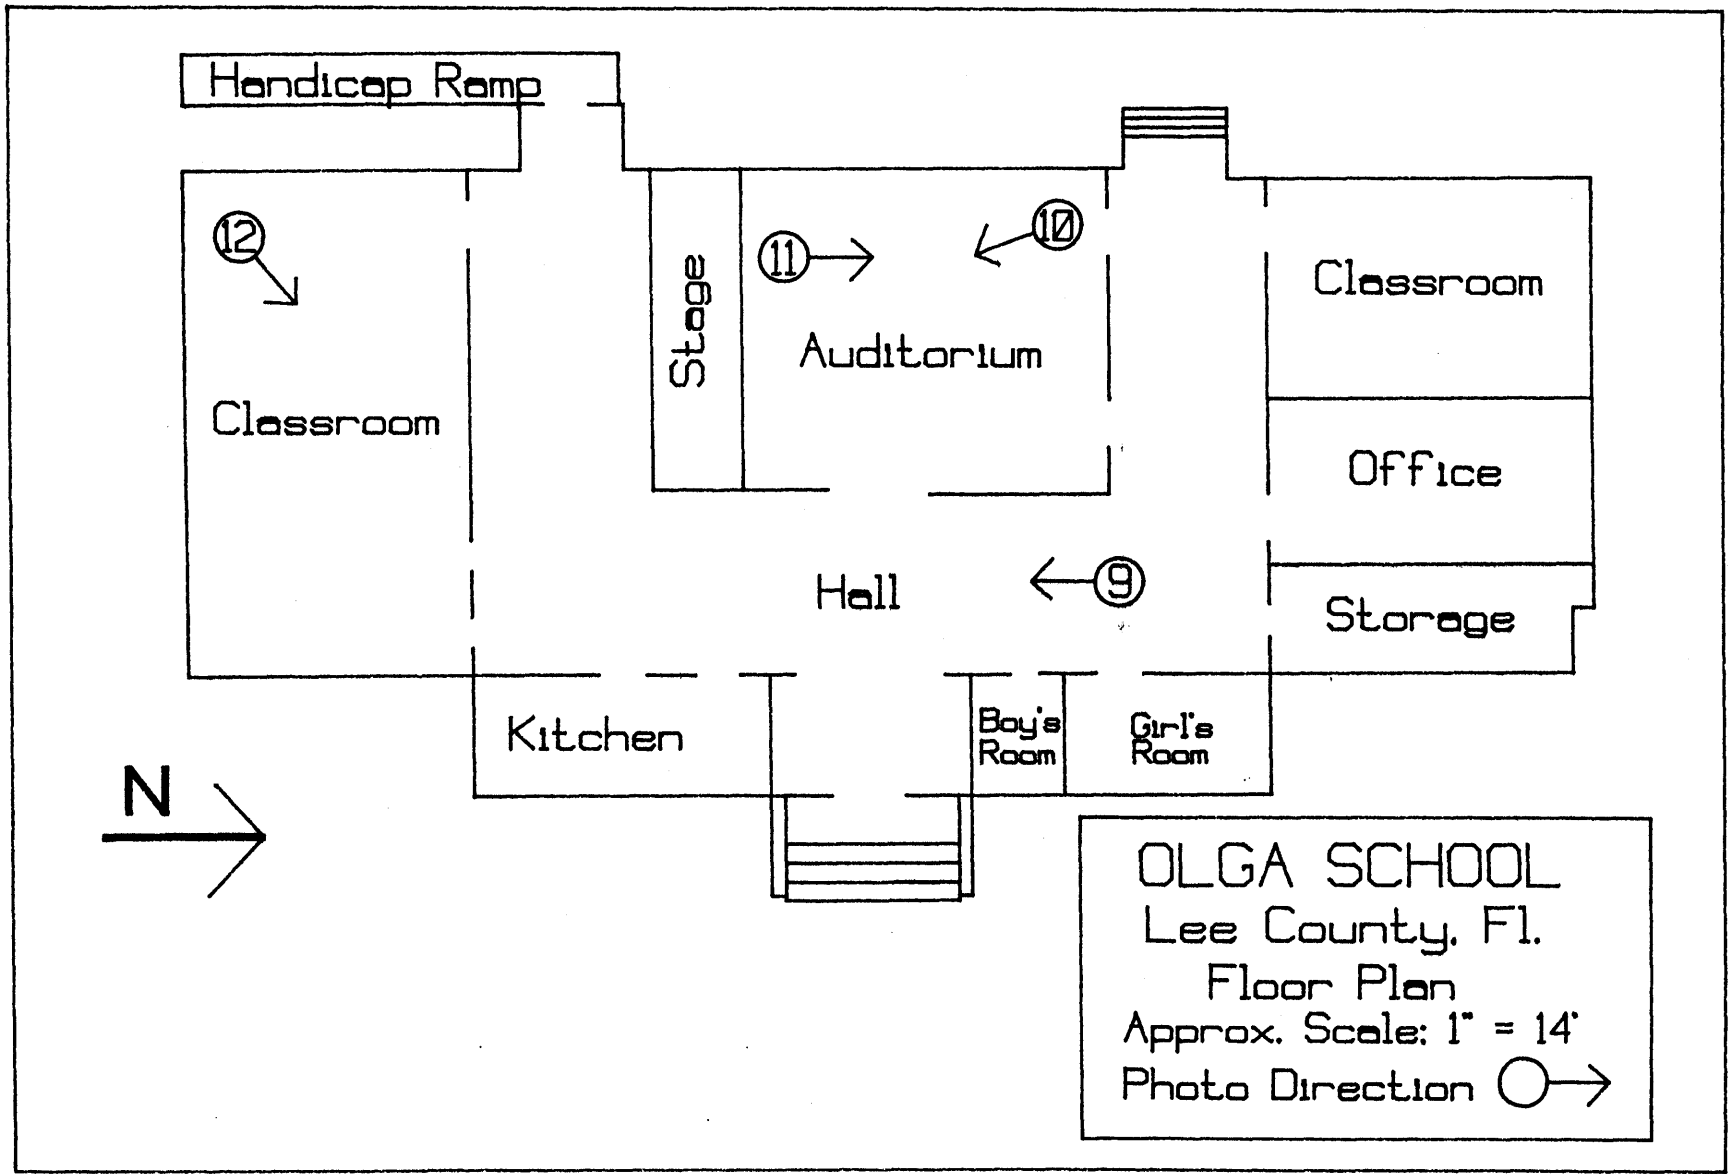 Handicap Ramp
12
11
10
Stage
Auditorium
Classroom
Classroom
Office
9
Hall
Storage
Kitchen
Boy's
Room
Girl's
Room
N
OLGA SCHOOL
Lee County, Fl.
Floor Plan
Approx. Scale: 1" = 14'
Photo Direction